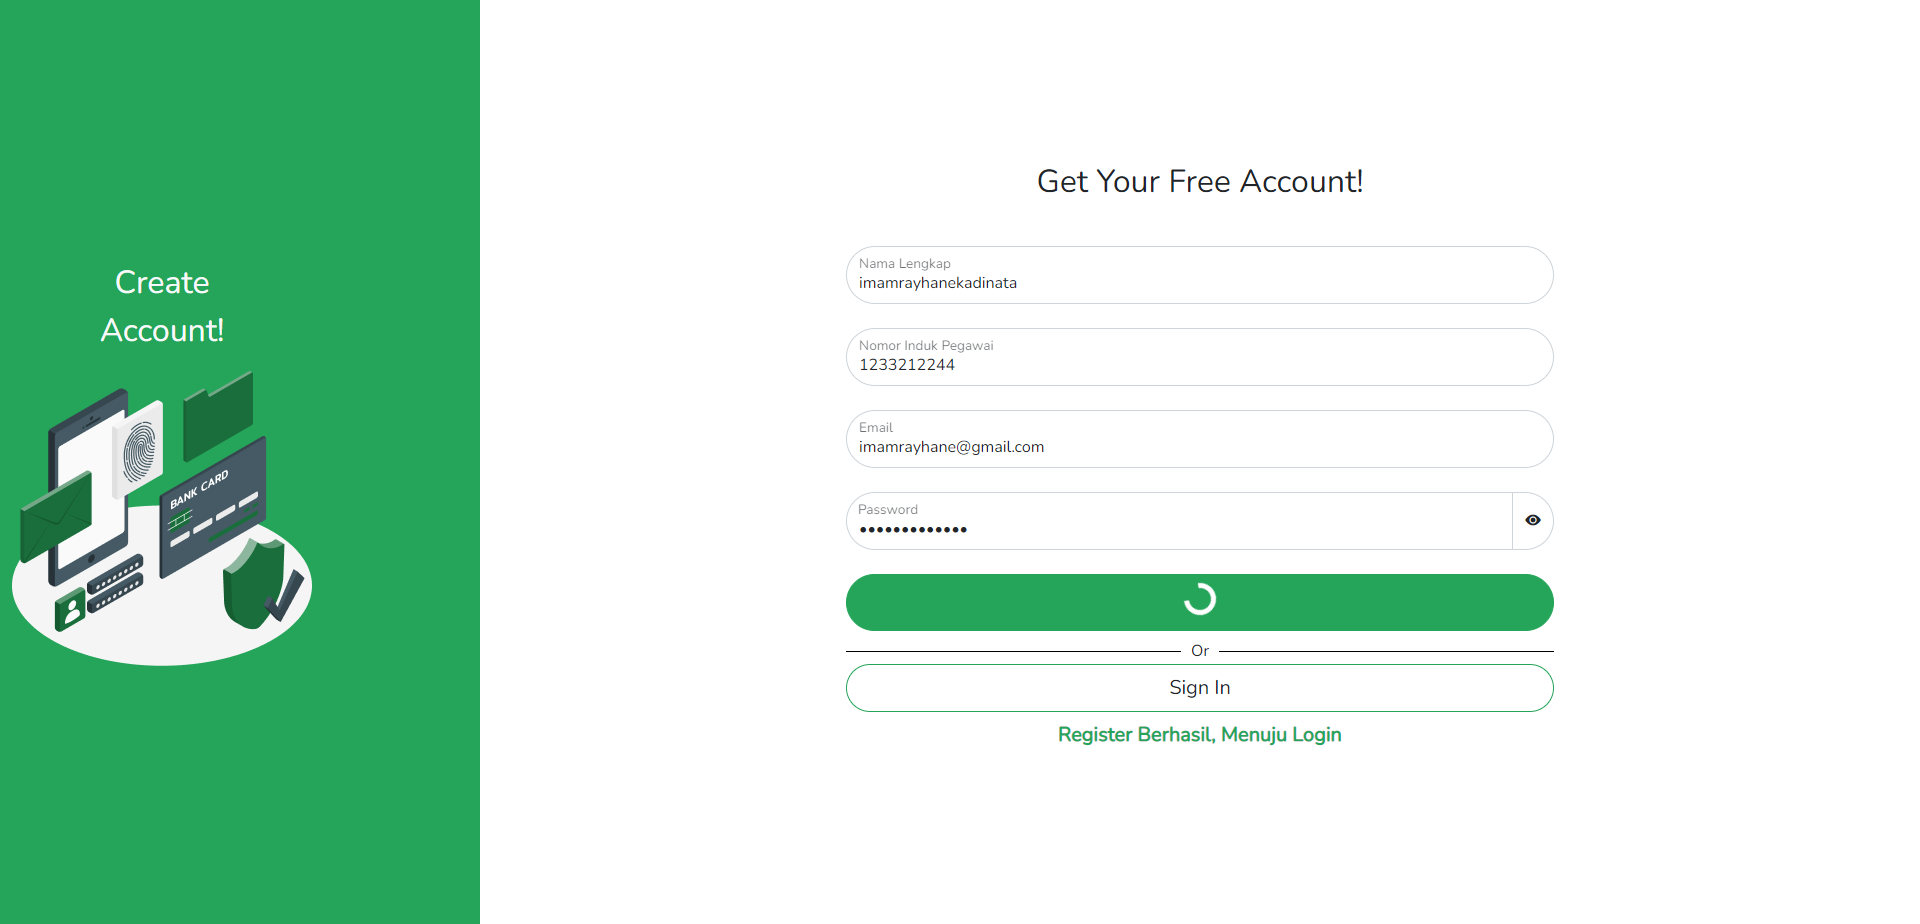 Create
Account!
BANK CARD
Get Your Free Account!
Nama Lengkap
imamrayhanekadinata
Nomor Induk Pegawai
1233212244
Email
imamrayhane@gmail.com
Password
•••••••••••••
Or
Sign In
Register Berhasil, Menuju Login